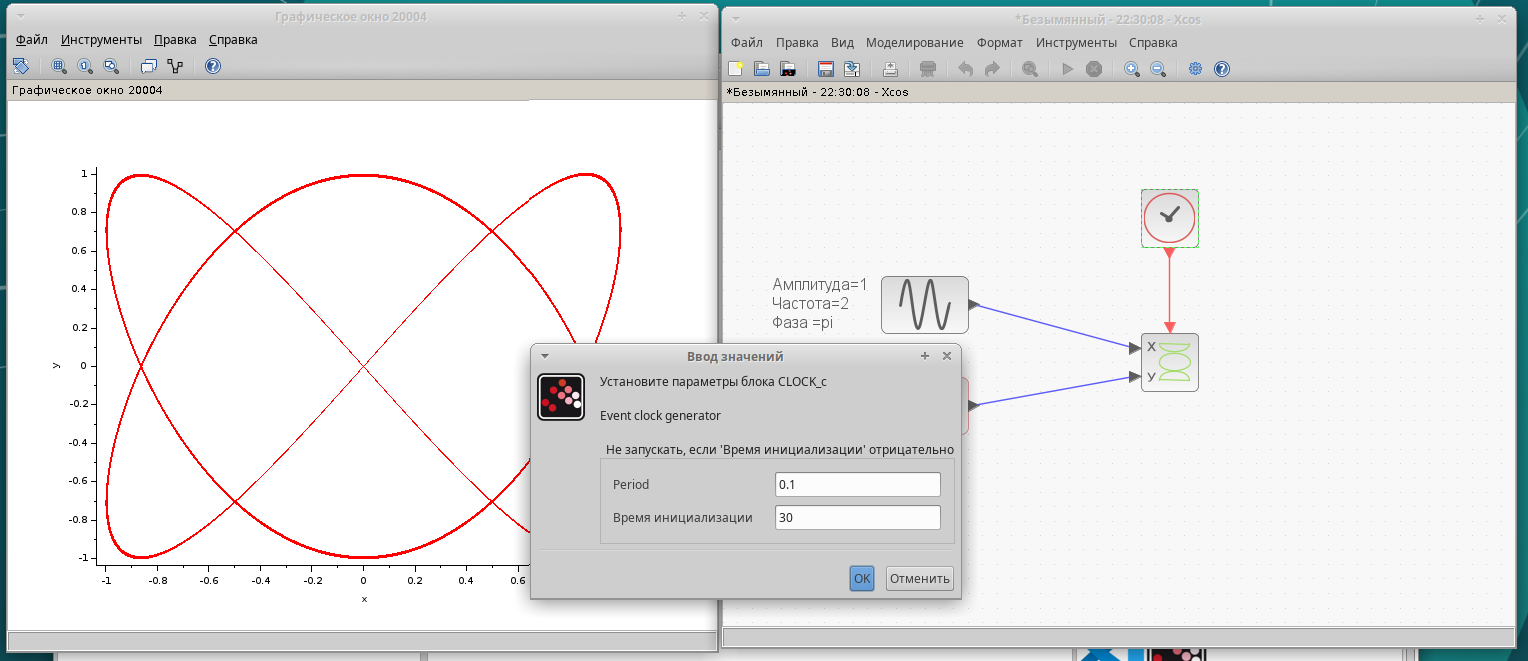 Графическое окно 20004
Файл Инструменты Правка Справка
Графическое окно 20004
1
0.8
0.6
0.4
0.2
0
-0.2
-0.4
-0.6
-0.8
-1
y
-1 -0.8 -0.6 -0.4 -0.2 0 0.2 0.4 0.6
x
*Безымянный - 22:30:08 - Xcos
Файл Правка Вид Моделирование Формат Инструменты Справка
*Безымянный - 22:30:08 - Xcos
Амплитуда=1
Частота=2
Фаза =pi
X
У
Ввод значений
Установите параметры блока CLOCK_c
Event clock generator
Не запускать, если 'Время инициализации' отрицательно
Period 0.1
Время инициализации 30
OK Отменить